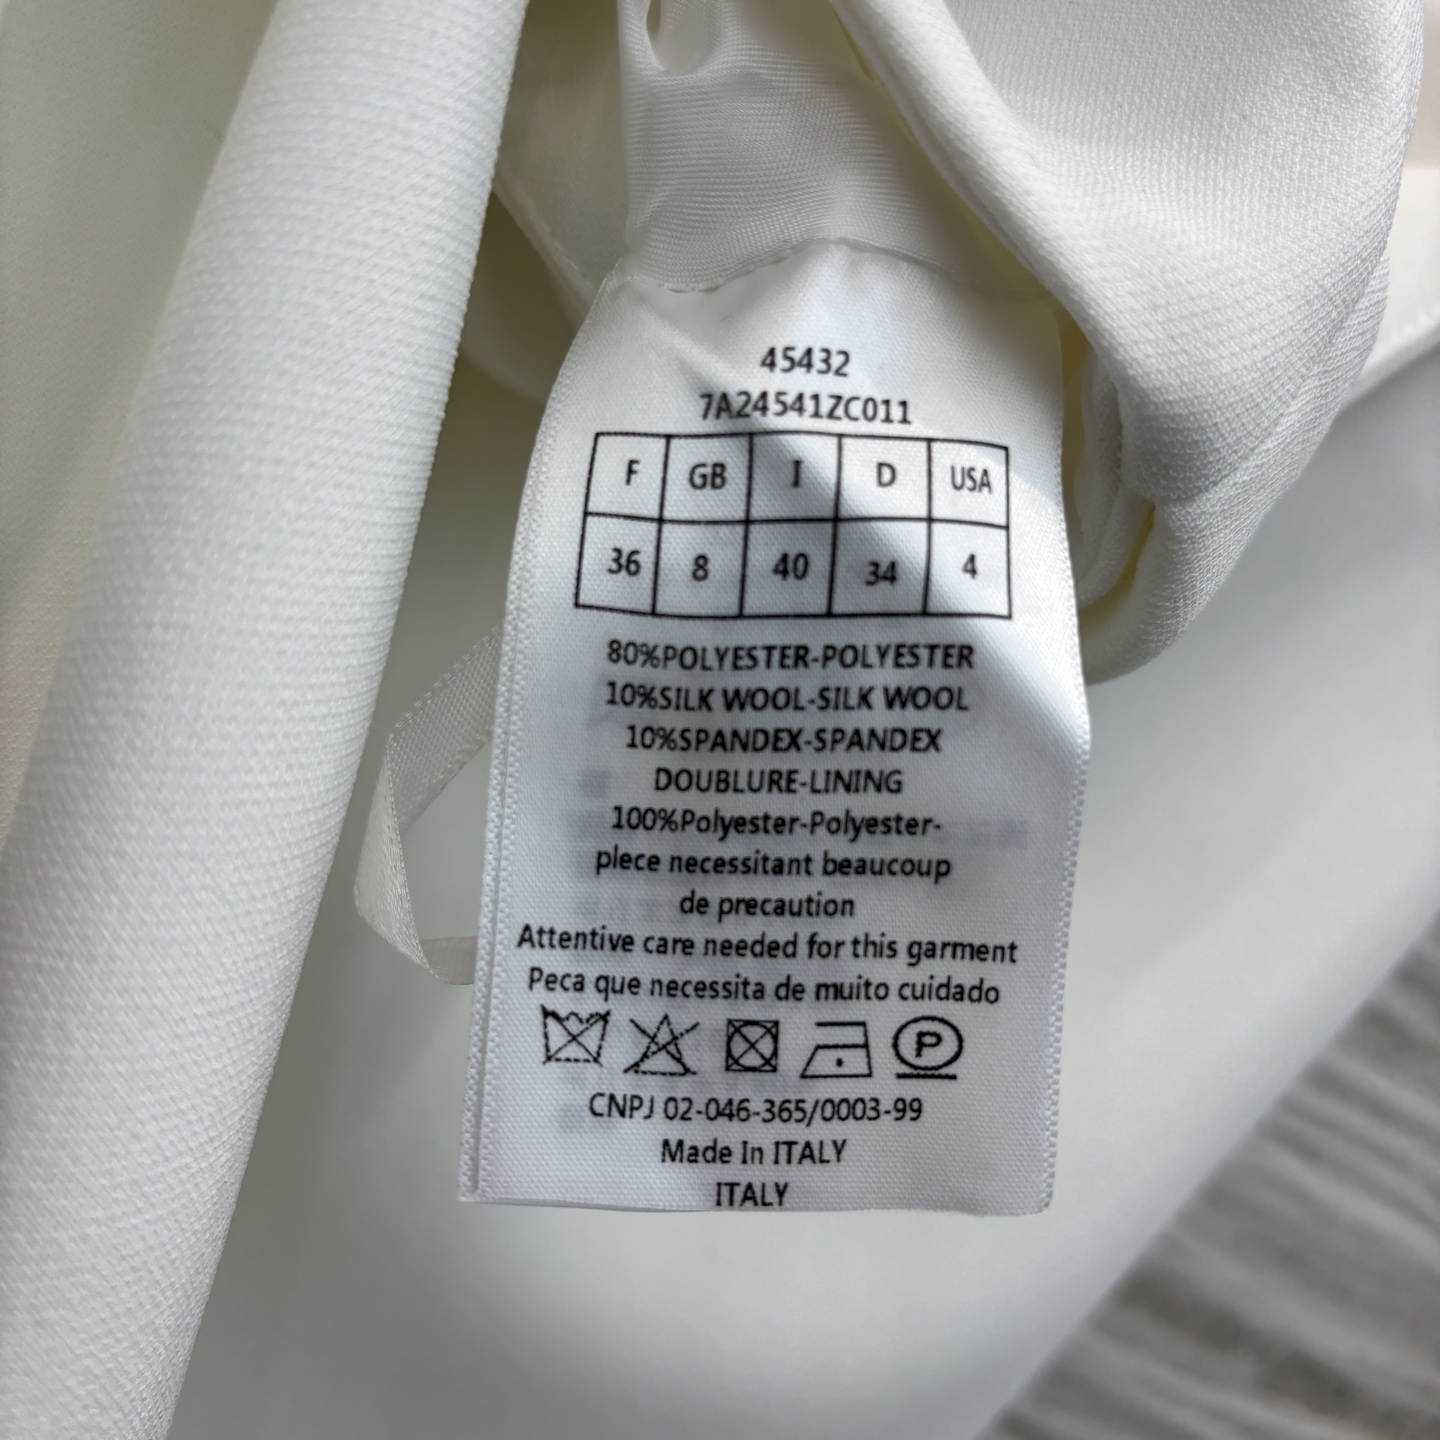 45432
7A24541ZC011
F GB I D USA
36 8 40 34 4
80%POLYESTER-POLYESTER
10%SILK WOOL-SILK WOOL
10%SPANDEX-SPANDEX
DOUBLURE-LINING
100%Polyester-Polyester-
plece necessitant beaucoup
de precaution
Attentive care needed for this garment
Peca que necessita de muito cuidado
P
CNPJ 02-046-365/0003-99
Made In ITALY
ITALY